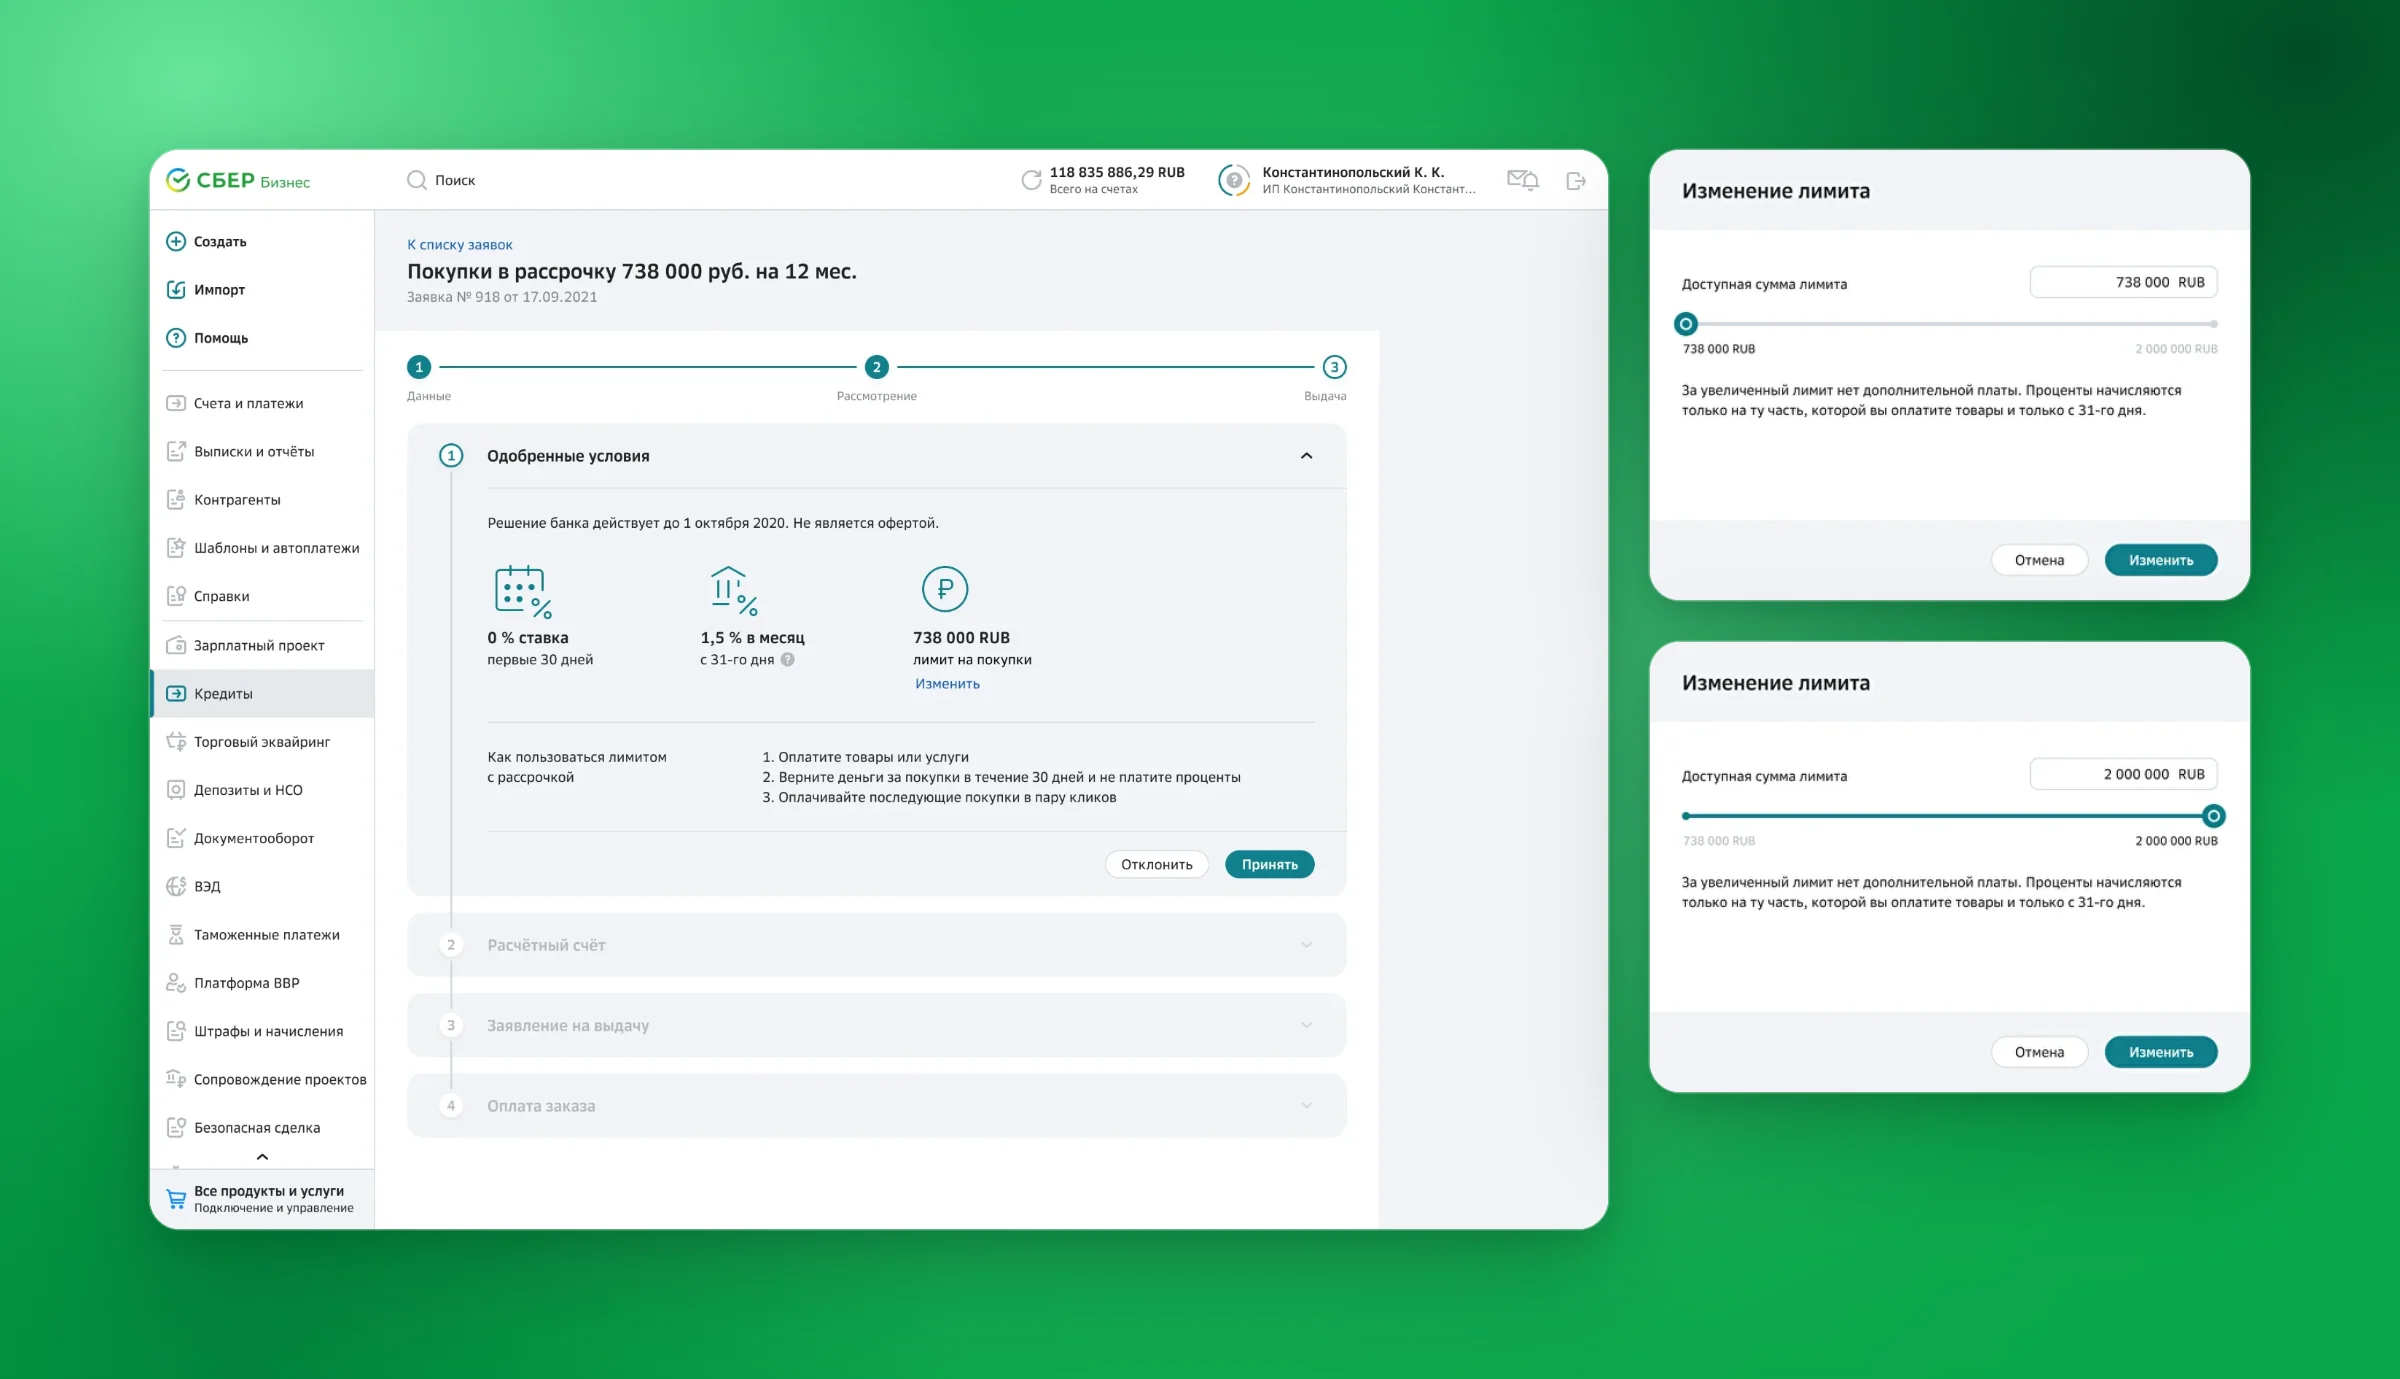 СБЕР Бизнес
Поиск
118 835 886,29 RUB
Всего на счетах
Константинопольский К. К.
ИП Константинопольский Констант...
Создать
Импорт
Помощь
Счета и платежи
Выписки и отчёты
Контрагенты
Шаблоны и автоплатежи
Справки
Зарплатный проект
Кредиты
Торговый эквайринг
Депозиты и НСО
Документооборот
ВЭД
Таможенные платежи
Платформа ВВР
Штрафы и начисления
Сопровождение проектов
Безопасная сделка
Все продукты и услуги
Подключение и управление
К списку заявок
Покупки в рассрочку 738 000 руб. на 12 мес.
Заявка № 918 от 17.09.2021
1
2
3
Данные
Рассмотрение
Выдача
1
Одобренные условия
Решение банка действует до 1 октября 2020. Не является офертой.
0 % ставка
первые 30 дней
1,5 % в месяц
с 31-го дня ?
738 000 RUB
лимит на покупки
Изменить
Как пользоваться лимитом
с рассрочкой
1. Оплатите товары или услуги
2. Верните деньги за покупки в течение 30 дней и не платите проценты
3. Оплачивайте последующие покупки в пару кликов
Отклонить
Принять
2
Расчётный счёт
3
Заявление на выдачу
4
Оплата заказа
Изменение лимита
Доступная сумма лимита
738 000 RUB
738 000 RUB
2 000 000 RUB
За увеличенный лимит нет дополнительной платы. Проценты начисляются
только на ту часть, которой вы оплатите товары и только с 31-го дня.
Отмена
Изменить
Изменение лимита
Доступная сумма лимита
2 000 000 RUB
738 000 RUB
2 000 000 RUB
За увеличенный лимит нет дополнительной платы. Проценты начисляются
только на ту часть, которой вы оплатите товары и только с 31-го дня.
Отмена
Изменить